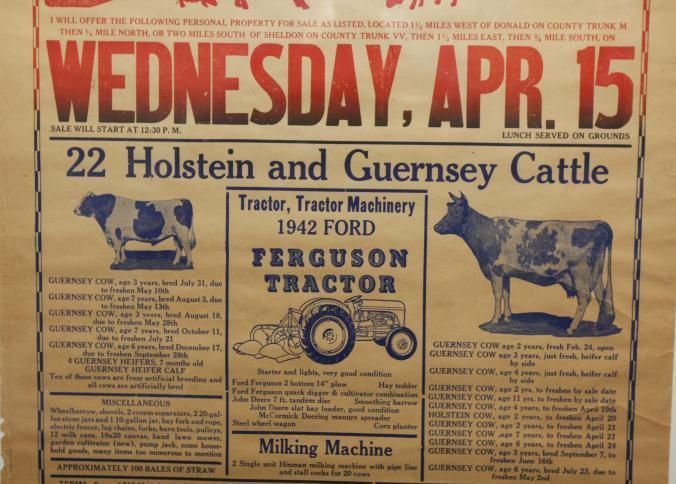 I WILL OFFER THE FOLLOWING PERSONAL PROPERTY FOR SALE AS LISTED, LOCATED 1½ MILES WEST OF DONALD ON COUNTY TRUNK M
THEN ¼ MILE NORTH, OR TWO MILES SOUTH OF SHELDON ON COUNTY TRUNK VV, THEN 1½ MILES EAST, THEN ¾ MILE SOUTH, ON
WEDNESDAY, APR. 15
SALE WILL START AT 12:30 P. M.
LUNCH SERVED ON GROUNDS
22 Holstein and Guernsey Cattle
GUERNSEY COW, age 3 years, bred July 31, due
to freshen May 10th
GUERNSEY COW, age 7 years, bred August 3, due
to freshen May 13th
GUERNSEY COW, age 3 years, bred August 18,
due to freshen May 28th
GUERNSEY COW, age 7 years, bred October 11,
due to freshen July 21
GUERNSEY COW, age 6 years, bred December 17,
due to freshen September 28th
4 GUERNSEY HEIFERS, 7 months old
GUERNSEY HEIFER CALF
Ten of these cows are from artificial breeding and
all cows are artificially bred
MISCELLANEOUS
Wheelbarrow, shovels, 2 cream separators, 2 20-gal-
lon stone jars and 1 10-gallon jar, hay fork and rope,
electric fencer, log chains, forks, barn tools, pulleys,
12 milk cans, 19x20 canvas, hand lawn mower,
garden cultivator (new), pump jack, some house-
hold goods, many items too numerous to mention
APPROXIMATELY 100 BALES OF STRAW
Tractor, Tractor Machinery
1942 FORD
FERGUSON
TRACTOR
Starter and lights, very good condition
Ford Ferguson 2 bottom 14" plow Hay tedder
Ford Ferguson quack digger & cultivator combination
John Deere 7 ft. tandem disc Smoothing harrow
John Deere slat hay loader, good condition
McCormick Deering manure spreader
Steel wheel wagon Corn planter
Milking Machine
2 Single unit Hinman milking machine with pipe line
and stall cocks for 20 cows
GUERNSEY COW age 2 years, fresh Feb. 24, open
GUERNSEY COW age 3 years, just fresh, heifer calf
by side
GUERNSEY COW, age 4 years, just fresh, heifer calf
by side
GUERNSEY COW, age 2 yrs, to freshen by sale date
GUERNSEY COW, age 11 yrs, to freshen by sale date
GUERNSEY COW, age 4 years, to freshen April 19th
HOLSTEIN COW, age 2 years, to freshen April 20
GUERNSEY COW, age 2 years, to freshen April 21
GUERNSEY COW, age 7 years, to freshen April 21
GUERNSEY COW, age 6 years, to freshen April 24
GUERNSEY COW, age 3 years, bred September 7, to
freshen June 16th
GUERNSEY COW, age 6 years, bred July 23, due to
freshen May 2nd